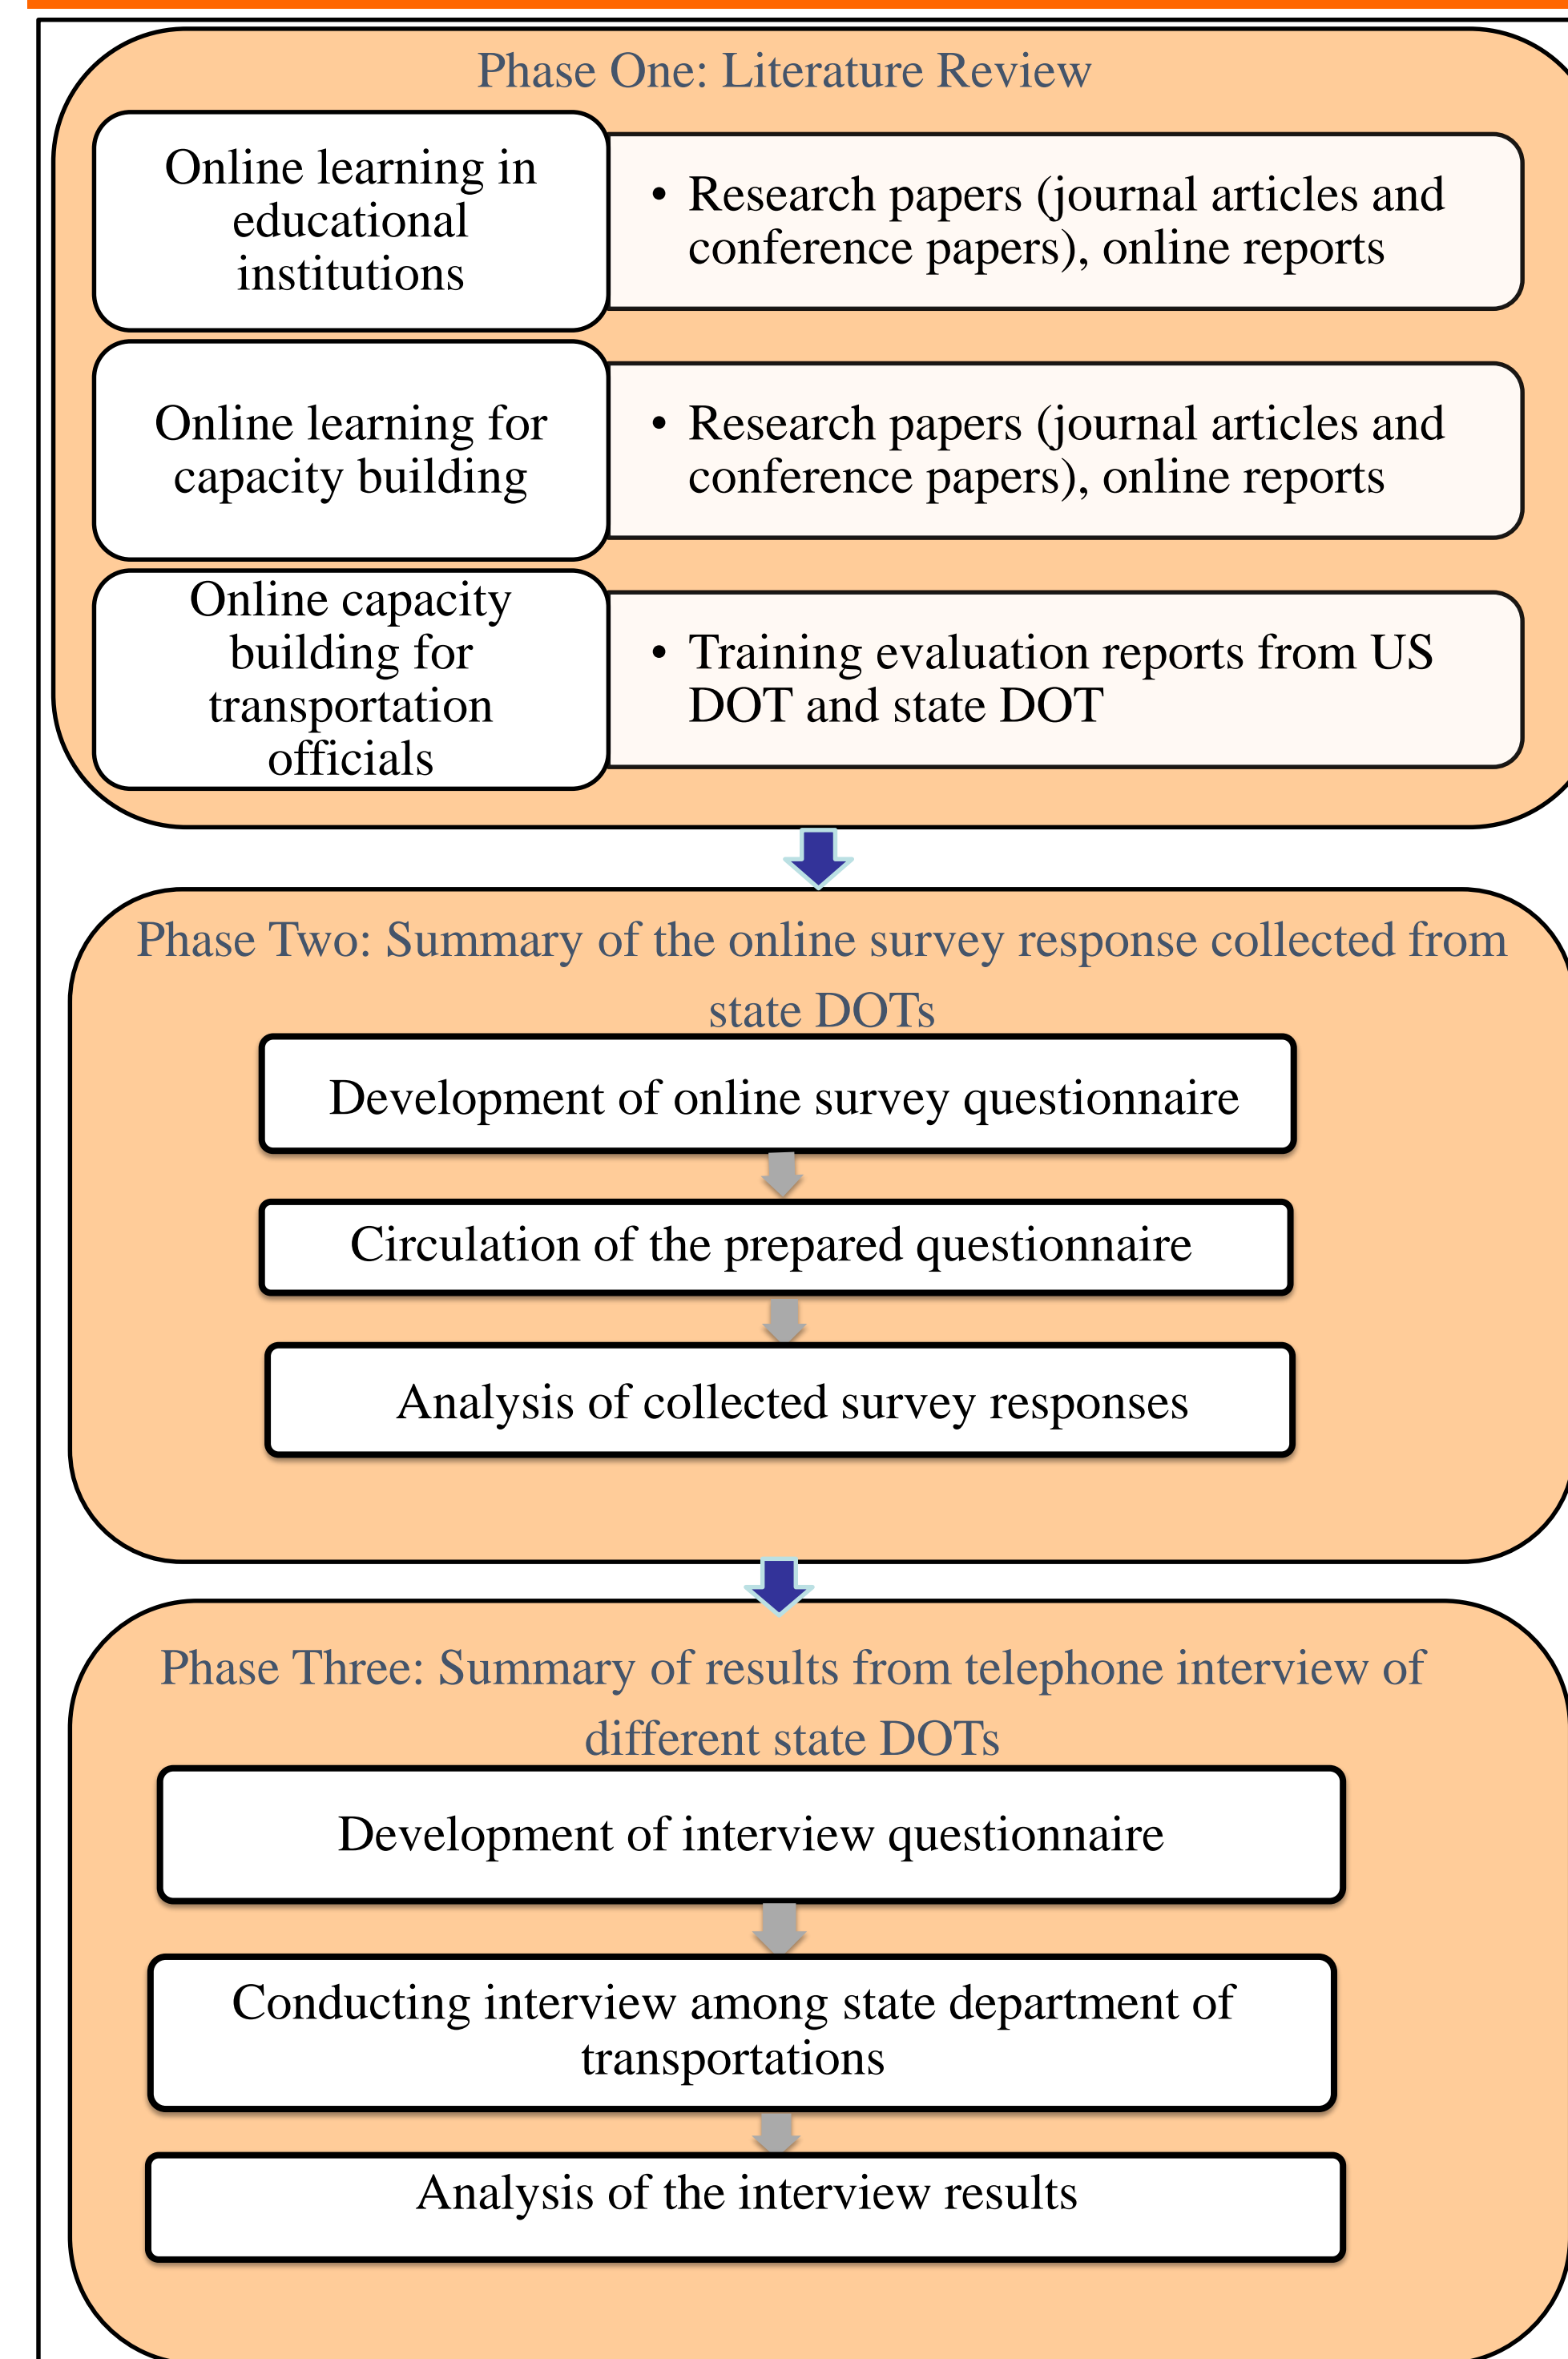 Phase One: Literature Review
Online learning in
educational
institutions
• Research papers (journal articles and
conference papers), online reports
Online learning for
capacity building
• Research papers (journal articles and
conference papers), online reports
Online capacity
building for
transportation
officials
• Training evaluation reports from US
DOT and state DOT
Phase Two: Summary of the online survey response collected from
state DOTs
Development of online survey questionnaire
Circulation of the prepared questionnaire
Analysis of collected survey responses
Phase Three: Summary of results from telephone interview of
different state DOTs
Development of interview questionnaire
Conducting interview among state department of
transportations
Analysis of the interview results